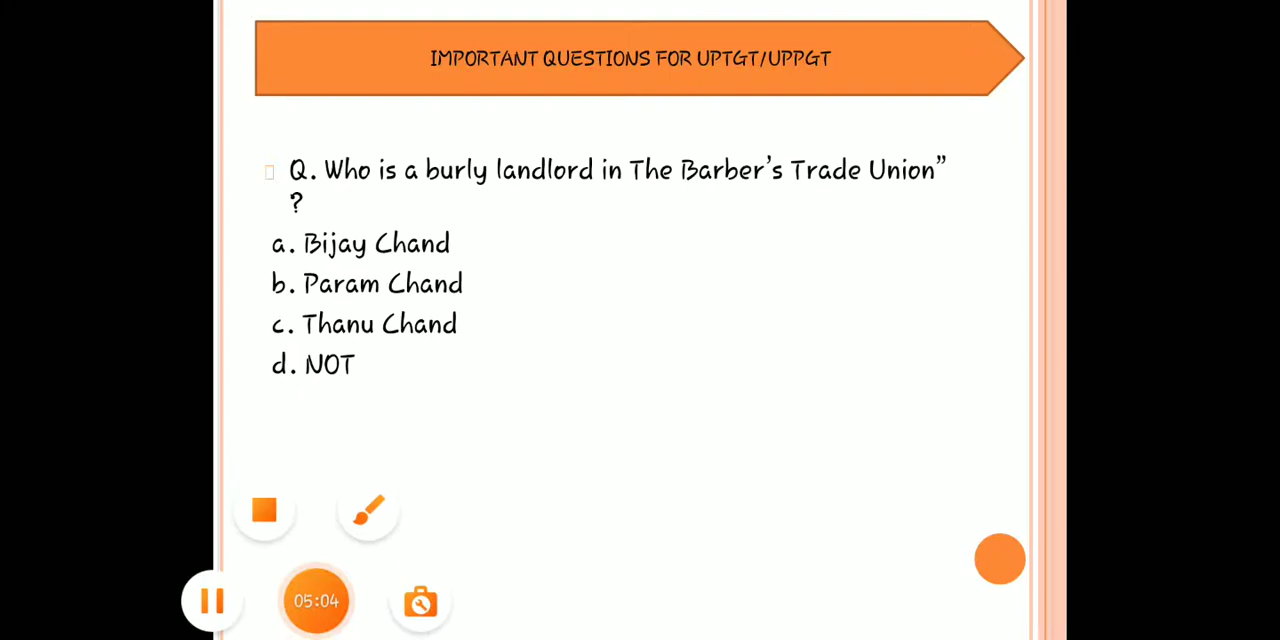 IMPORTANT QUESTIONS FOR UPTGT/UPPGT
Q. Who is a burly landlord in The Barber’s Trade Union”
?
a. Bijay Chand
b. Param Chand
c. Thanu Chand
d. NOT
05:04